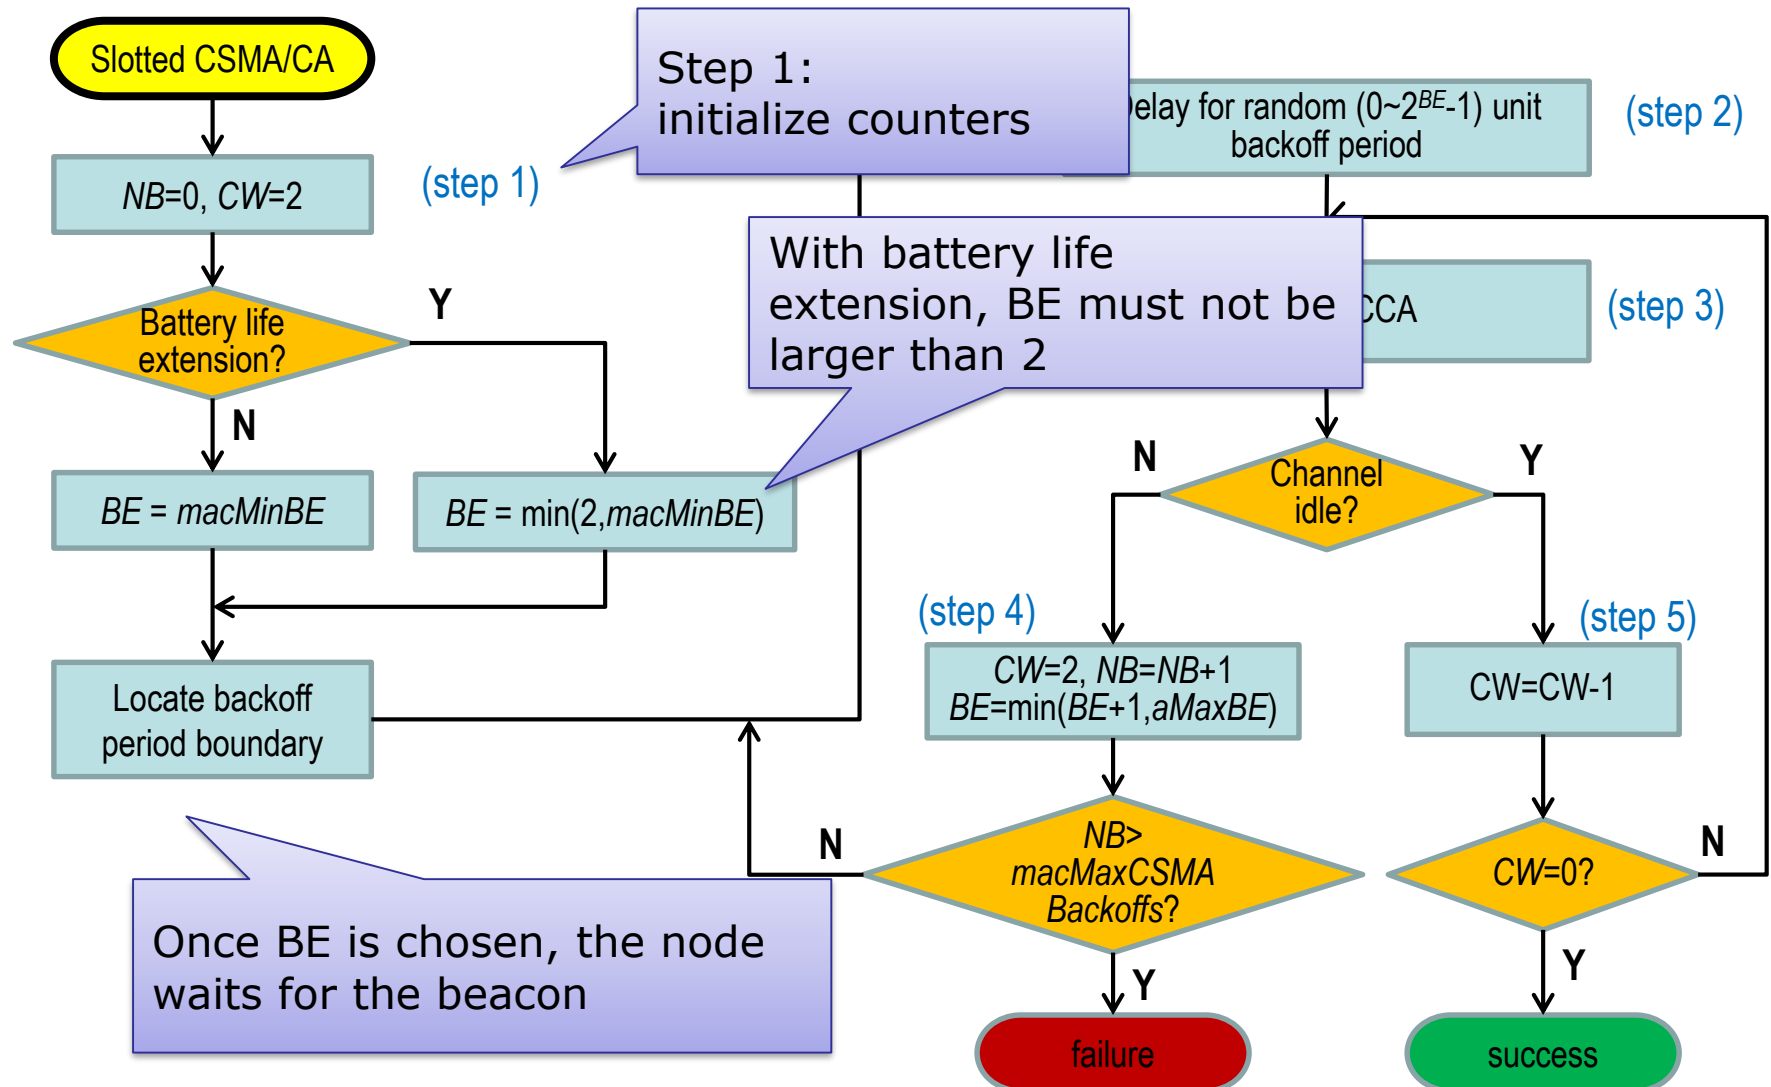 Slotted CSMA/CA
NB=0, CW=2
(step 1)
Step 1:
initialize counters
Battery life
extension?
Y
N
BE = macMinBE
BE = min(2,macMinBE)
With battery life
extension, BE must not be
larger than 2
Locate backoff
period boundary
Once BE is chosen, the node
waits for the beacon
elay for random (0~2^BE-1) unit
backoff period
(step 2)
CCA
(step 3)
Channel
idle?
N
Y
(step 4)
CW=2, NB=NB+1
BE=min(BE+1,aMaxBE)
(step 5)
CW=CW-1
NB>
macMaxCSMA
Backoffs?
N
Y
CW=0?
N
Y
failure
success